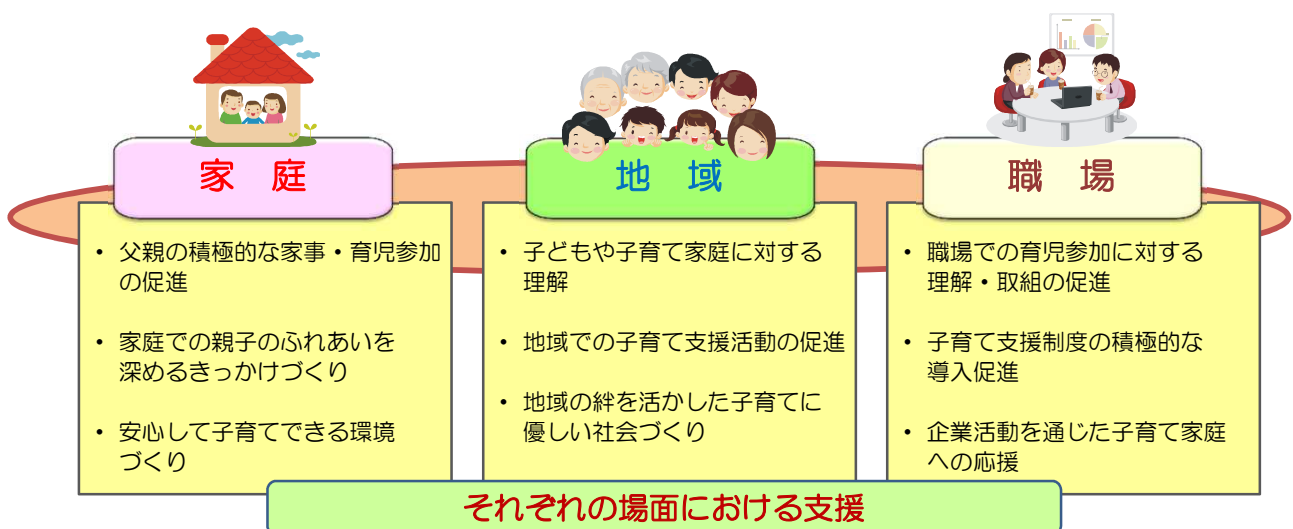 家 庭
・ 父親の積極的な家事・育児参加
の促進
・ 家庭での親子のふれあいを
深めるきっかけづくり
・ 安心して子育てできる環境
づくり
地 域
・ 子どもや子育て家庭に対する
理解
・ 地域での子育て支援活動の促進
・ 地域の絆を活かした子育てに
優しい社会づくり
職 場
・ 職場での育児参加に対する
理解・取組の促進
・ 子育て支援制度の積極的な
導入促進
・ 企業活動を通じた子育て家庭
への応援
それぞれの場面における支援